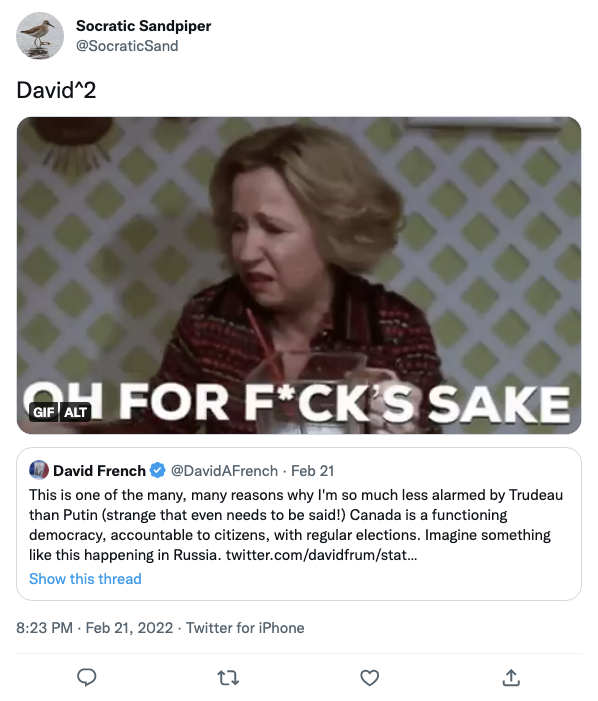 Socratic Sandpiper
@SocraticSand
David^2
OH FOR F*CK'S SAKE
GIF ALT
David French @DavidAFrench · Feb 21
This is one of the many, many reasons why I'm so much less alarmed by Trudeau
than Putin (strange that even needs to be said!) Canada is a functioning
democracy, accountable to citizens, with regular elections. Imagine something
like this happening in Russia. twitter.com/davidfrum/stat...
Show this thread
8:23 PM · Feb 21, 2022 · Twitter for iPhone